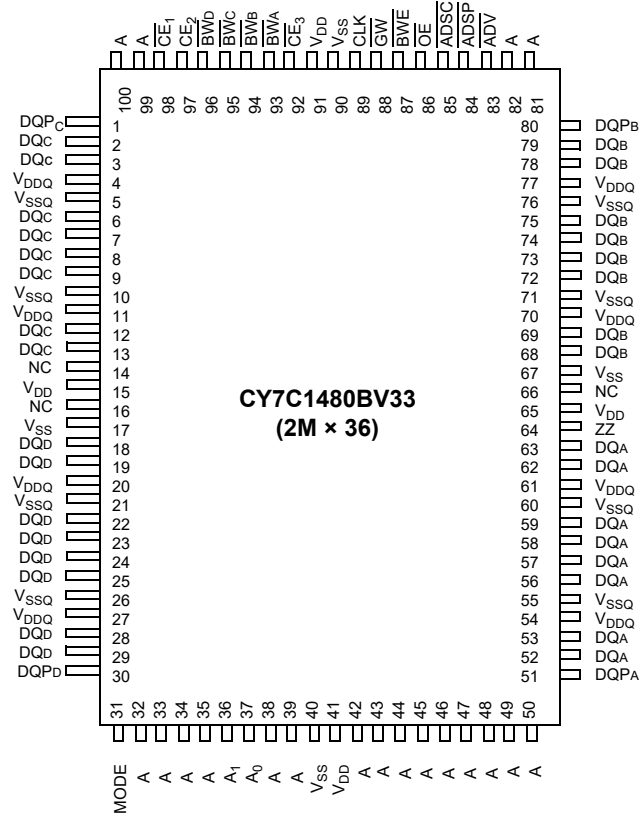 A A CE1 CE2 BWD BWC BWB BWA CE3 VDD VSS CLK GW BWE OE ADSC ADSP ADV A A
100 99 98 97 96 95 94 93 92 91 90 89 88 87 86 85 84 83 82 81
DQPC 1 80 DQPB
DQC 2 79 DQB
DQC 3 78 DQB
VDDQ 4 77 VDDQ
VSSQ 5 76 VSSQ
DQC 6 75 DQB
DQC 7 74 DQB
DQC 8 73 DQB
DQC 9 72 DQB
VSSQ 10 71 VSSQ
VDDQ 11 70 VDDQ
DQC 12 69 DQB
DQC 13 68 DQB
NC 14 67 VSS
VDD 15 66 NC
NC 16 65 VDD
VSS 17 64 ZZ
DQD 18 63 DQA
DQD 19 62 DQA
VDDQ 20 61 VDDQ
VSSQ 21 60 VSSQ
DQD 22 59 DQA
DQD 23 58 DQA
DQD 24 57 DQA
DQD 25 56 DQA
VSSQ 26 55 VSSQ
VDDQ 27 54 VDDQ
DQD 28 53 DQA
DQD 29 52 DQA
DQPD 30 51 DQPA
CY7C1480BV33
(2M × 36)
31 32 33 34 35 36 37 38 39 40 41 42 43 44 45 46 47 48 49 50
MODE A A A A A1 A0 A A VSS VDD A A A A A A A A A